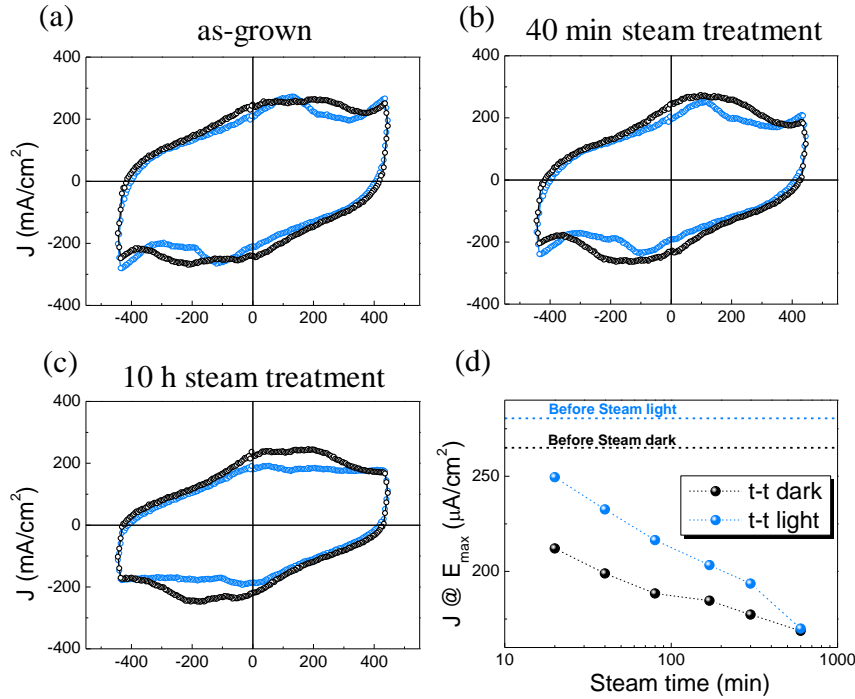 (a)
as-grown
J (mA/cm²)
400
200
0
-200
-400
-400 -200 0 200 400
(b)
40 min steam treatment
400
200
0
-200
-400
-400 -200 0 200 400
(c)
10 h steam treatment
J (mA/cm²)
400
200
0
-200
-400
-400 -200 0 200 400
(d)
Before Steam light
Before Steam dark
t-t dark
t-t light
J @ Eₘₐₓ (μA/cm²)
250
200
10 100 1000
Steam time (min)